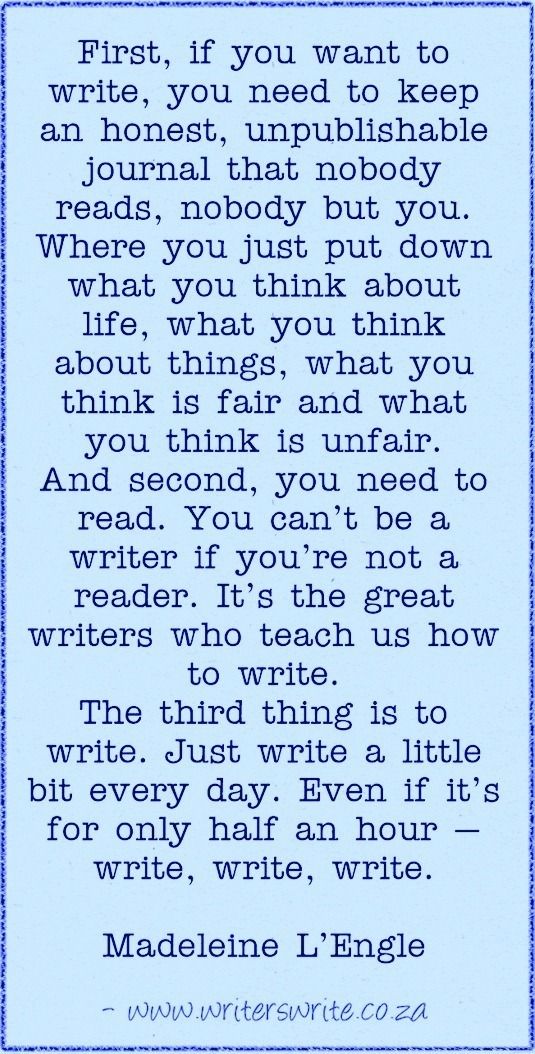 First, if you want to
write, you need to keep
an honest, unpublishable
journal that nobody
reads, nobody but you.
Where you just put down
what you think about
life, what you think
about things, what you
think is fair and what
you think is unfair.
And second, you need to
read. You can't be a
writer if you're not a
reader. It's the great
writers who teach us how
to write.
The third thing is to
write. Just write a little
bit every day. Even if it's
for only half an hour —
write, write, write.
Madeleine L'Engle
- www.writerswrite.co.za